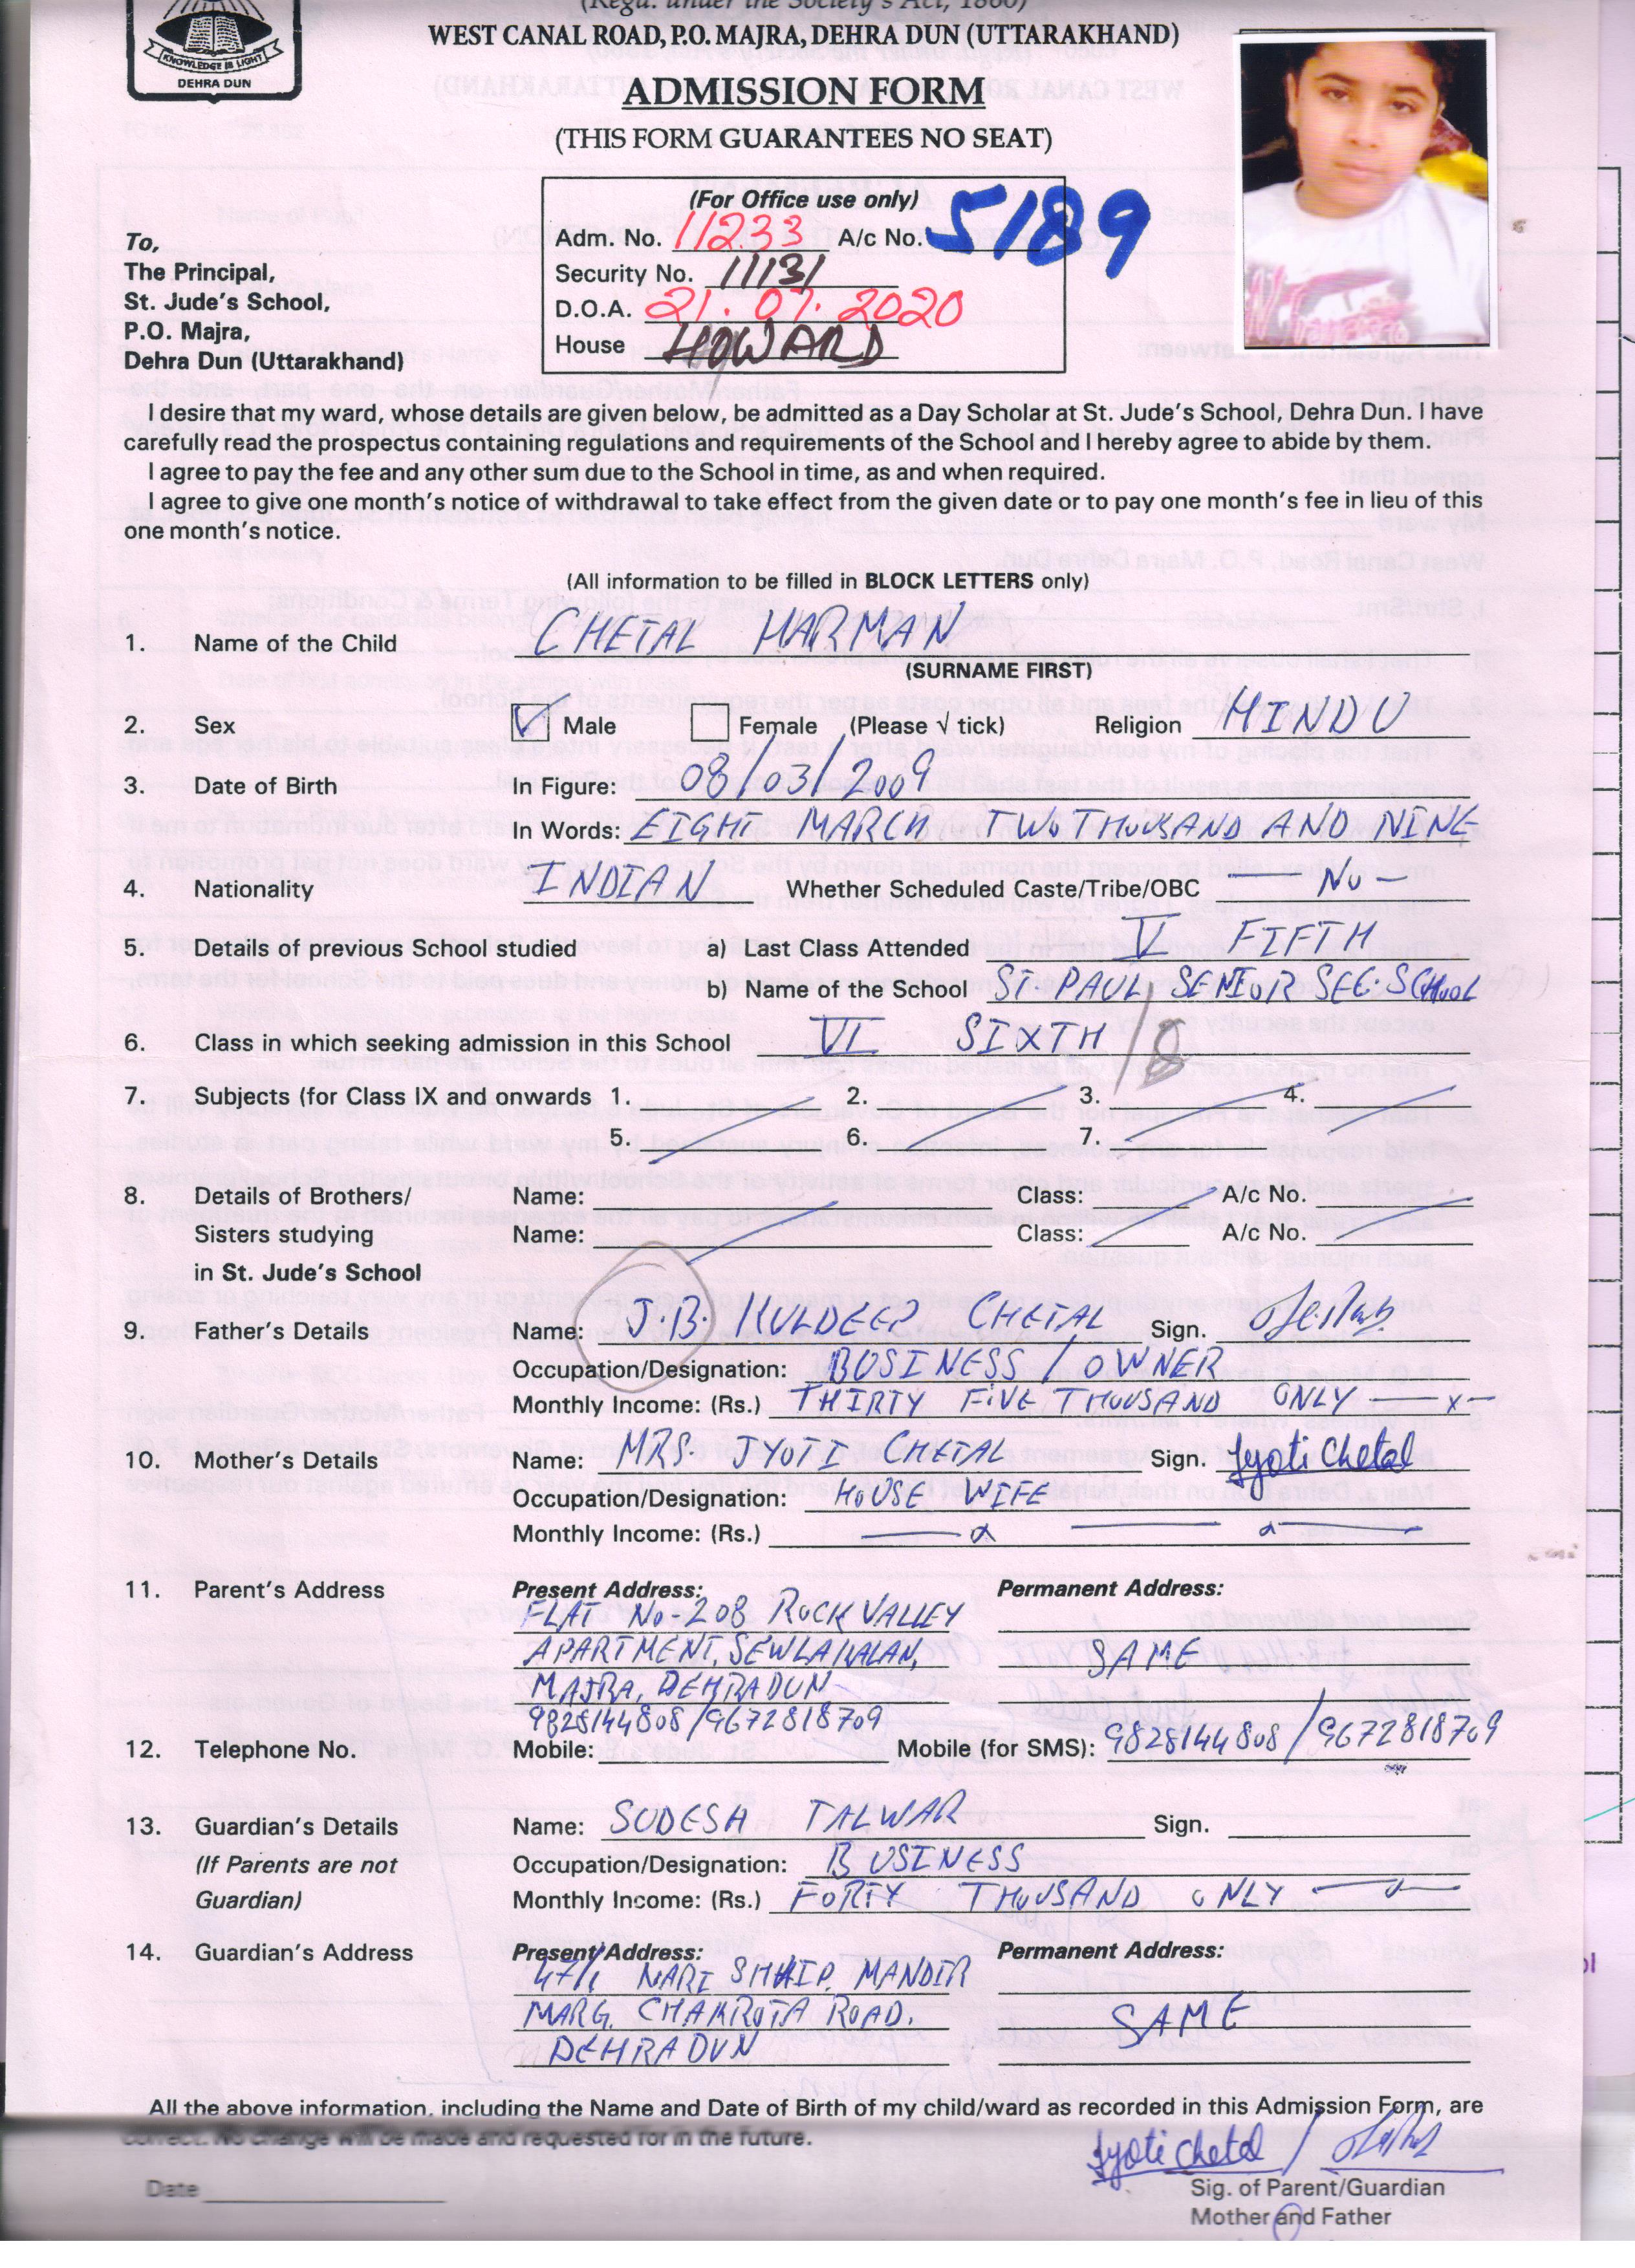 (Regd. under the Society's Act, 1860)
WEST CANAL ROAD, P.O. MAJRA, DEHRA DUN (UTTARAKHAND)
KNOWLEDGE IS LIGHT
DEHRA DUN
ADMISSION FORM
(THIS FORM GUARANTEES NO SEAT)
(For Office use only)
Adm. No. 11233 A/c No. 5189
Security No. 11131
D.O.A. 21.07.2020
House HOWARD
To,
The Principal,
St. Jude's School,
P.O. Majra,
Dehra Dun (Uttarakhand)
I desire that my ward, whose details are given below, be admitted as a Day Scholar at St. Jude's School, Dehra Dun. I have
carefully read the prospectus containing regulations and requirements of the School and I hereby agree to abide by them.
I agree to pay the fee and any other sum due to the School in time, as and when required.
I agree to give one month's notice of withdrawal to take effect from the given date or to pay one month's fee in lieu of this
one month's notice.
(All information to be filled in BLOCK LETTERS only)
1. Name of the Child CHETAL HARMAN
(SURNAME FIRST)
2. Sex Male Female (Please √ tick) Religion HINDU
3. Date of Birth In Figure: 08/03/2009
In Words: EIGHT MARCH TWO THOUSAND AND NINE
4. Nationality INDIAN Whether Scheduled Caste/Tribe/OBC - No -
5. Details of previous School studied a) Last Class Attended V FIFTH
b) Name of the School ST. PAUL SENIOR SEC. SCHOOL
6. Class in which seeking admission in this School VI SIXTH / 8
7. Subjects (for Class IX and onwards 1. 2. 3. 4.
5. 6. 7.
8. Details of Brothers/ Name: Class: A/c No.
Sisters studying Name: Class: A/c No.
in St. Jude's School
9. Father's Details Name: J.B. KULDEEP CHETAL Sign.
Occupation/Designation: BUSINESS / OWNER
Monthly Income: (Rs.) THIRTY FIVE THOUSAND ONLY — x —
10. Mother's Details Name: MRS JYOTI CHETAL Sign. Jyoti Chetal
Occupation/Designation: HOUSE WIFE
Monthly Income: (Rs.)
11. Parent's Address Present Address: Permanent Address:
FLAT No 208 ROCK VALLEY
APARTMENT, SEWLAKALAN, SAME
MAJRA, DEHRADUN
9828144808/9672818709
12. Telephone No. Mobile: Mobile (for SMS): 9828144808/9672818709
13. Guardian's Details Name: SUDESH TALWAR Sign.
(If Parents are not Occupation/Designation: BUSINESS
Guardian) Monthly Income: (Rs.) FORTY THOUSAND ONLY
14. Guardian's Address Present Address: Permanent Address:
47/1 NARI SHILP MANDIR
MARG. CHAKROTA ROAD. SAME
DEHRADUN
All the above information, including the Name and Date of Birth of my child/ward as recorded in this Admission Form, are
correct. No change will be made and requested for in the future.
Jyoti Chetal /
Date
Sig. of Parent/Guardian
Mother and Father